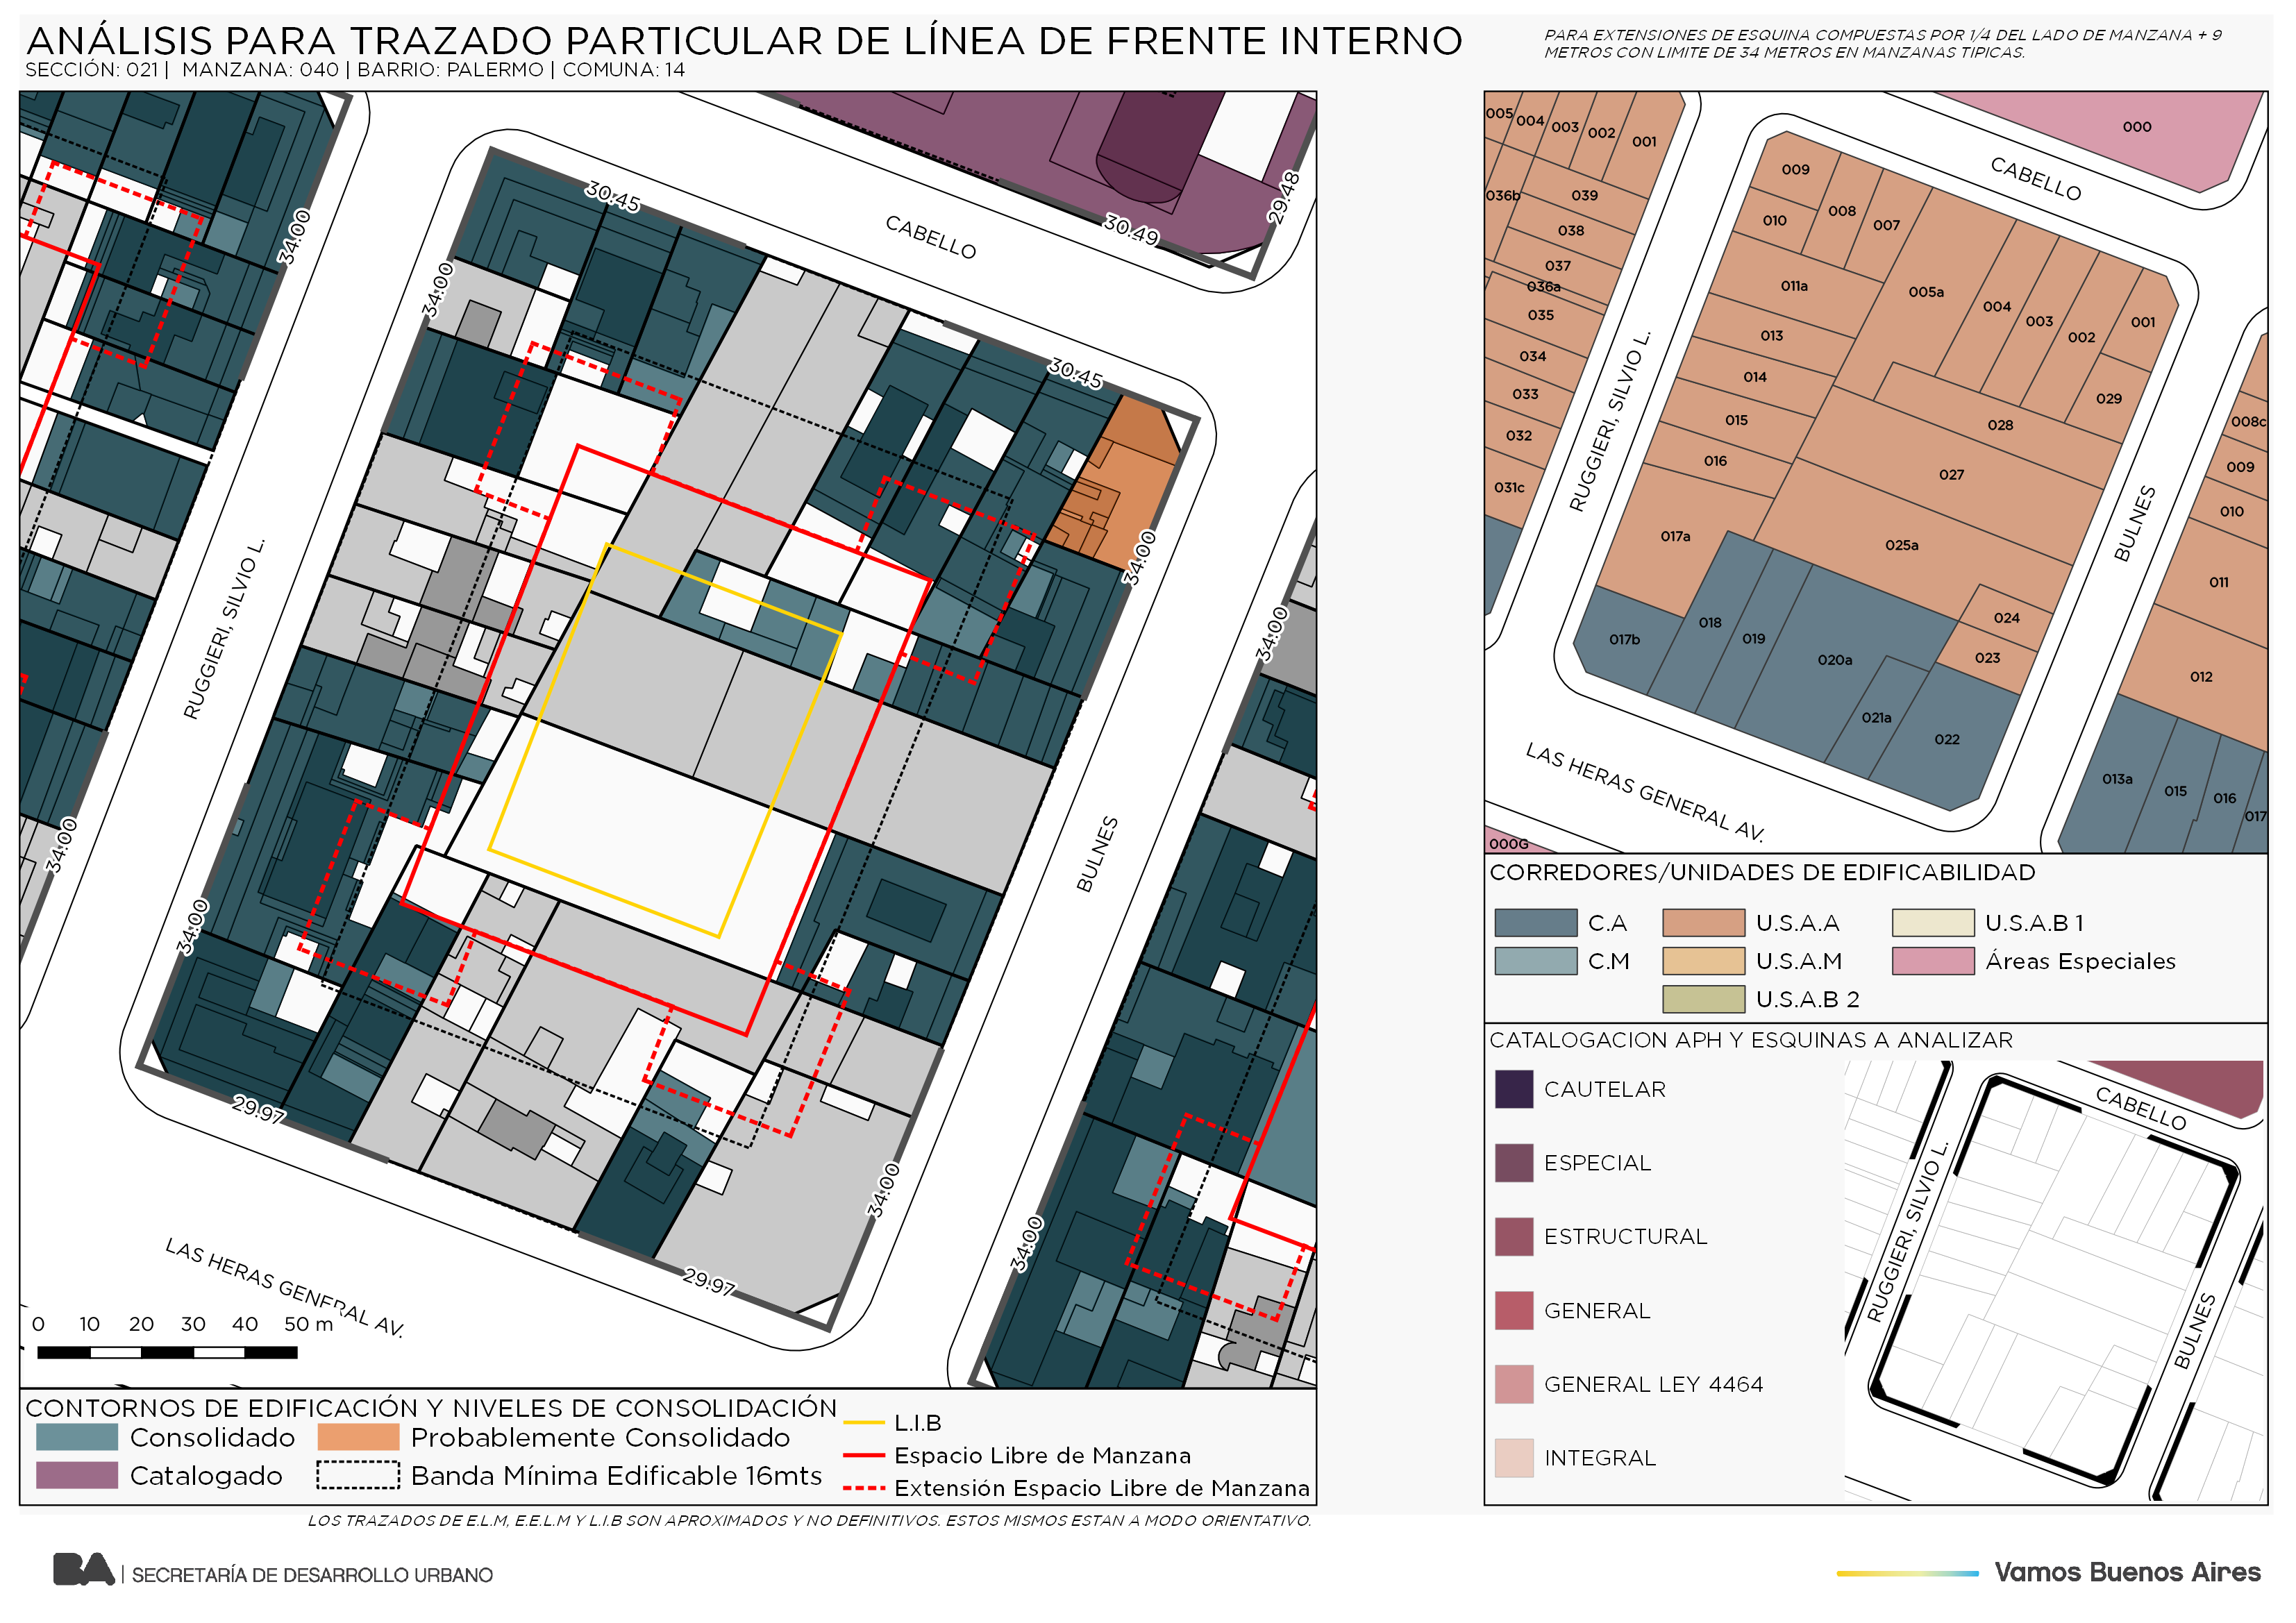 ANÁLISIS PARA TRAZADO PARTICULAR DE LÍNEA DE FRENTE INTERNO
SECCIÓN: 021 | MANZANA: 040 | BARRIO: PALERMO | COMUNA: 14
PARA EXTENSIONES DE ESQUINA COMPUESTAS POR 1/4 DEL LADO DE MANZANA + 9
METROS CON LIMITE DE 34 METROS EN MANZANAS TIPICAS.
30.45
CABELLO
30.49
29.48
34.00
34.00
30.45
34.00
34.00
RUGGIERI, SILVIO L.
BULNES
34.00
34.00
29.97
34.00
34.00
29.97
LAS HERAS GENERAL AV.
0 10 20 30 40 50 m
CONTORNOS DE EDIFICACIÓN Y NIVELES DE CONSOLIDACIÓN
Consolidado
Probablemente Consolidado
Catalogado
Banda Mínima Edificable 16mts
L.I.B
Espacio Libre de Manzana
Extensión Espacio Libre de Manzana
LOS TRAZADOS DE E.L.M, E.E.L.M Y L.I.B SON APROXIMADOS Y NO DEFINITIVOS. ESTOS MISMOS ESTAN A MODO ORIENTATIVO.
005
004
003
002
001
036b
039
038
037
036a
035
034
033
032
031c
000
CABELLO
009
010
008
007
011a
005a
004
003
002
001
013
014
015
016
029
028
027
017a
025a
024
023
017b
018
019
020a
021a
022
RUGGIERI, SILVIO L.
BULNES
008c
009
010
011
012
013a
015
016
017
LAS HERAS GENERAL AV.
000G
CORREDORES/UNIDADES DE EDIFICABILIDAD
C.A
U.S.A.A
U.S.A.B 1
C.M
U.S.A.M
Áreas Especiales
U.S.A.B 2
CATALOGACION APH Y ESQUINAS A ANALIZAR
CAUTELAR
ESPECIAL
ESTRUCTURAL
GENERAL
GENERAL LEY 4464
INTEGRAL
CABELLO
RUGGIERI, SILVIO L.
BULNES
BA | SECRETARÍA DE DESARROLLO URBANO
Vamos Buenos Aires